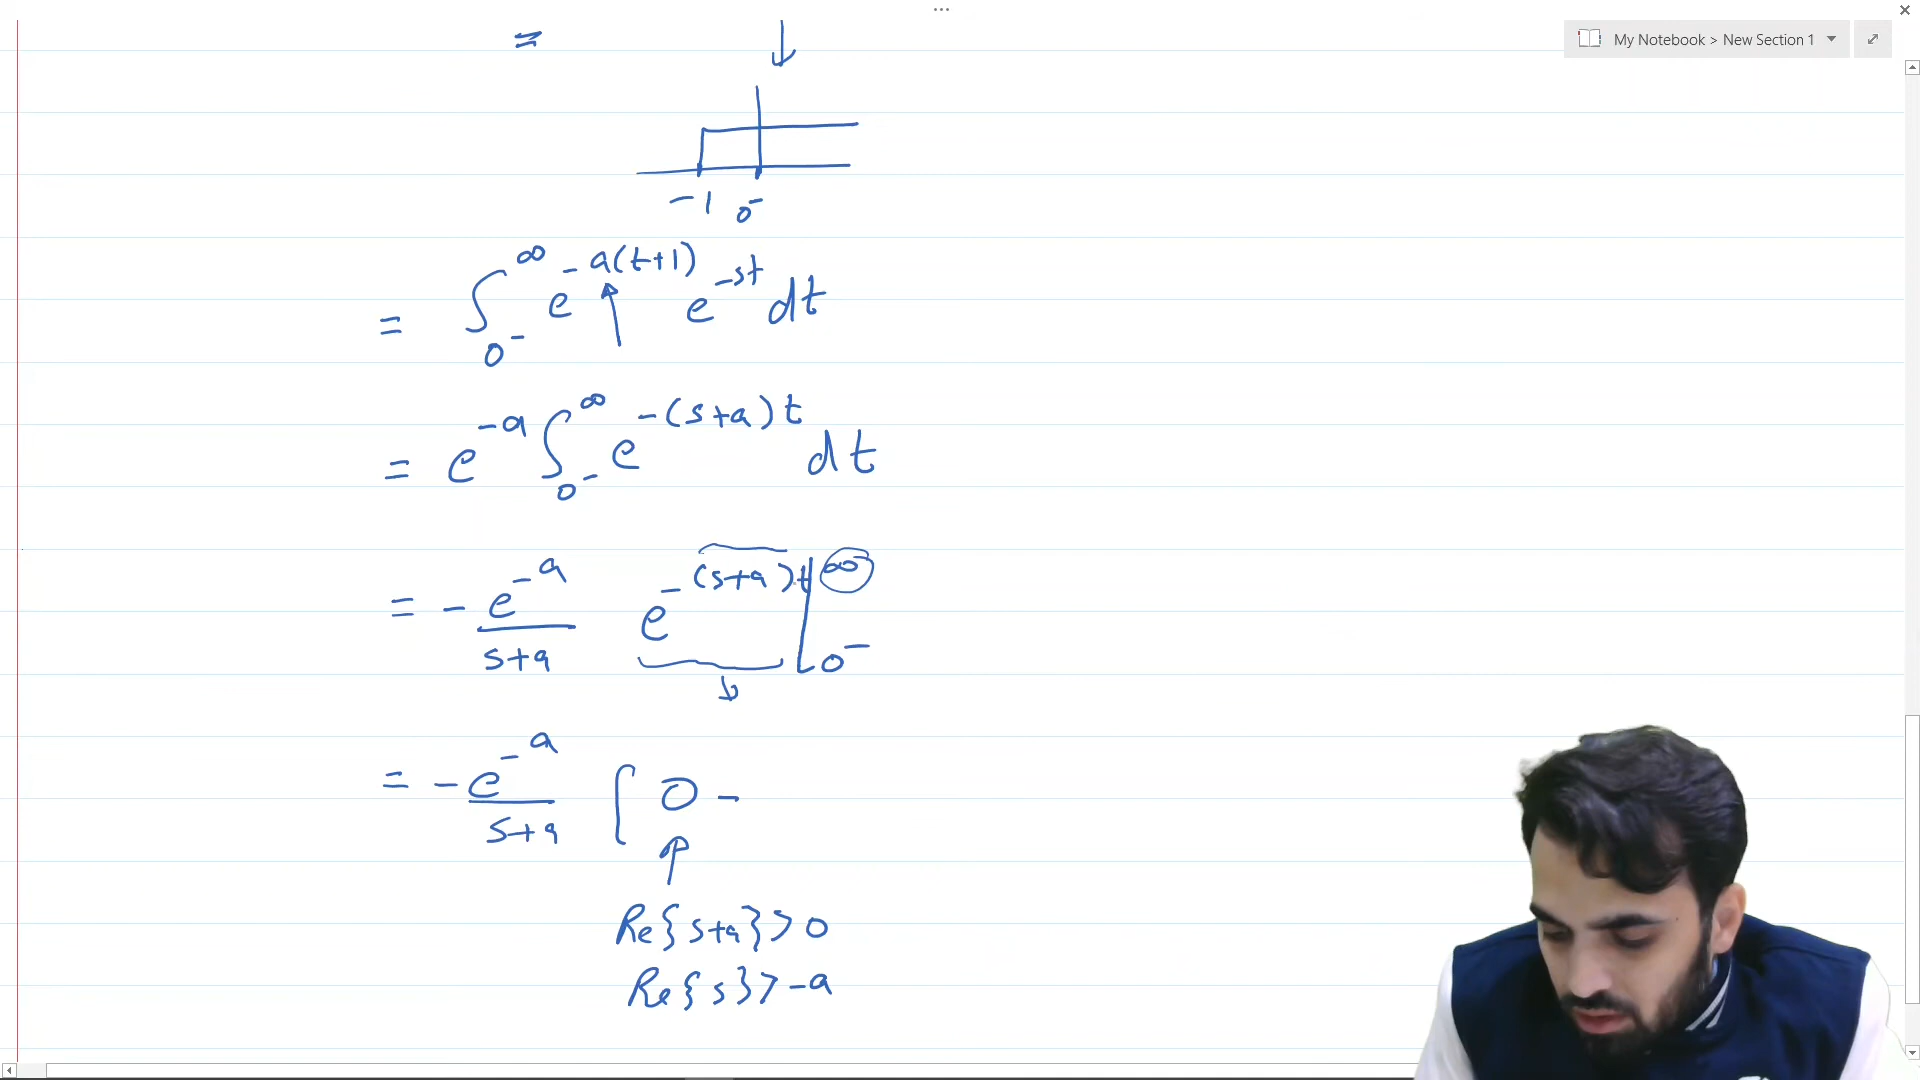 My Notebook > New Section 1
=
-1 0⁻
= ∫₀⁻^∞ e^{-a(t+1)} e^{-st} dt
= e^{-a} ∫₀⁻^∞ e^{-(s+a)t} dt
= - e^{-a}/(s+a) e^{-(s+a)t} |₀⁻^∞
= - e^{-a}/(s+a) [ 0 -
Re{s+a} > 0
Re{s} > -a